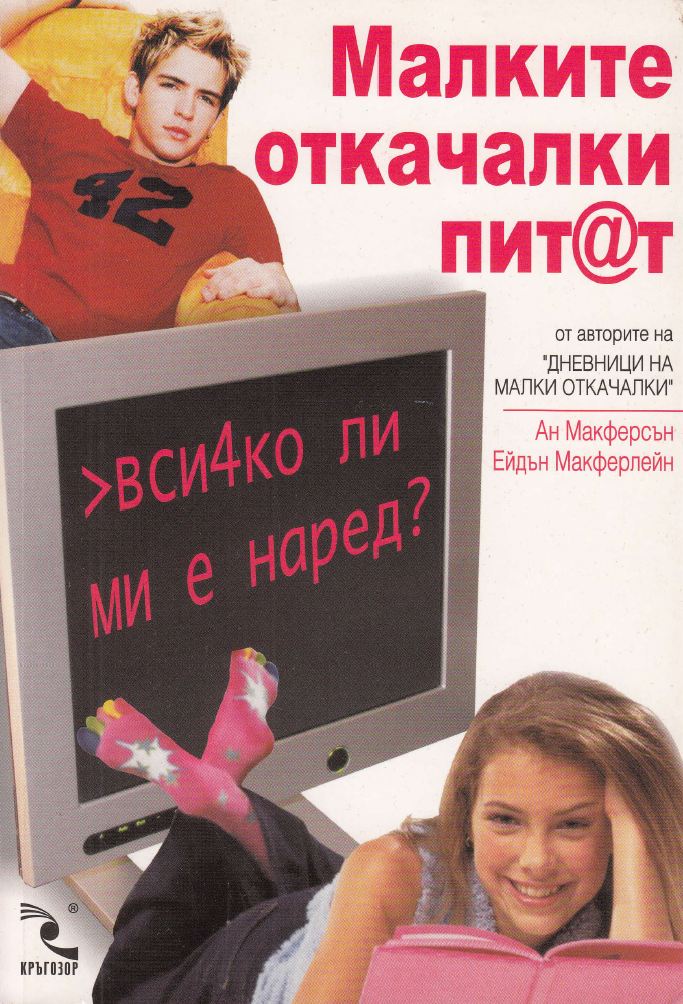 Малките
откачалки
пит@т
42
от авторите на
"ДНЕВНИЦИ НА
МАЛКИ ОТКАЧАЛКИ"
Ан Макферсън
Ейдън Макферлейн
>вси4ко ли
ми е наред?
®
КРЪГОЗОР